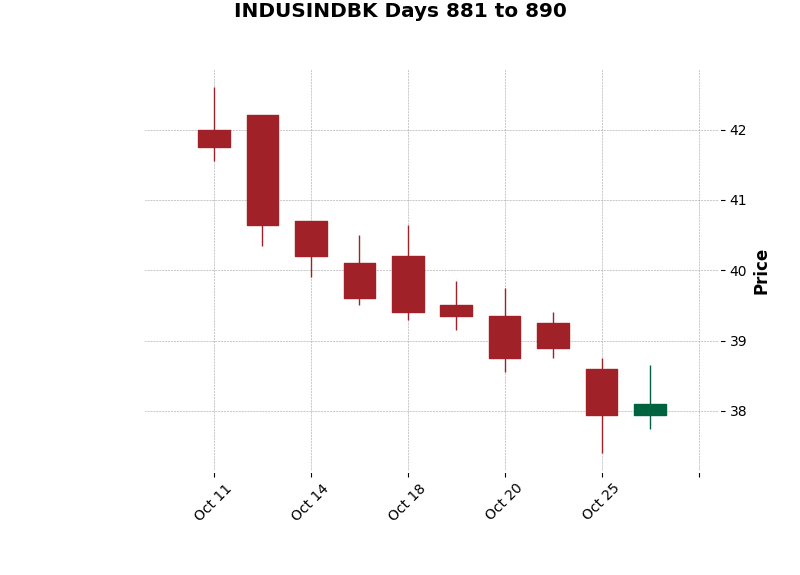 INDUSINDBK Days 881 to 890
42
41
40
39
38
Price
Oct 11
Oct 14
Oct 18
Oct 20
Oct 25